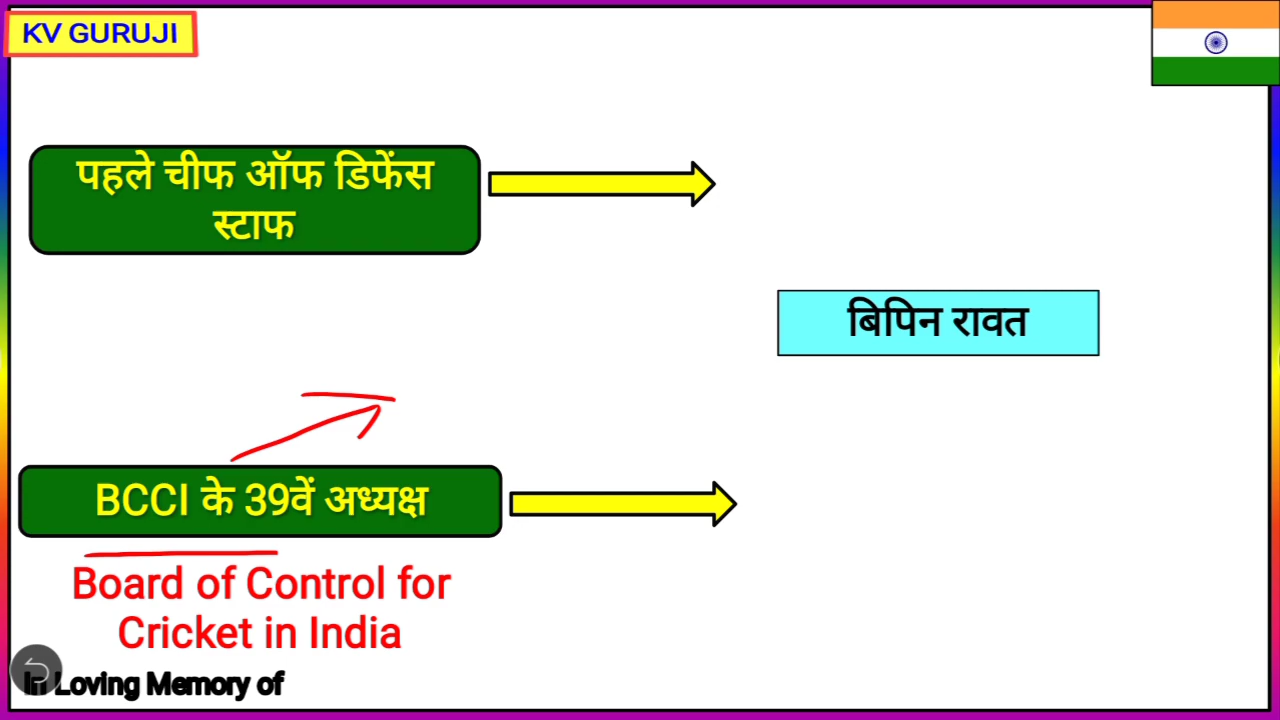 KV GURUJI
पहले चीफ ऑफ डिफेंस
स्टाफ
बिपिन रावत
BCCI के 39वें अध्यक्ष
Board of Control for
Cricket in India
In Loving Memory of